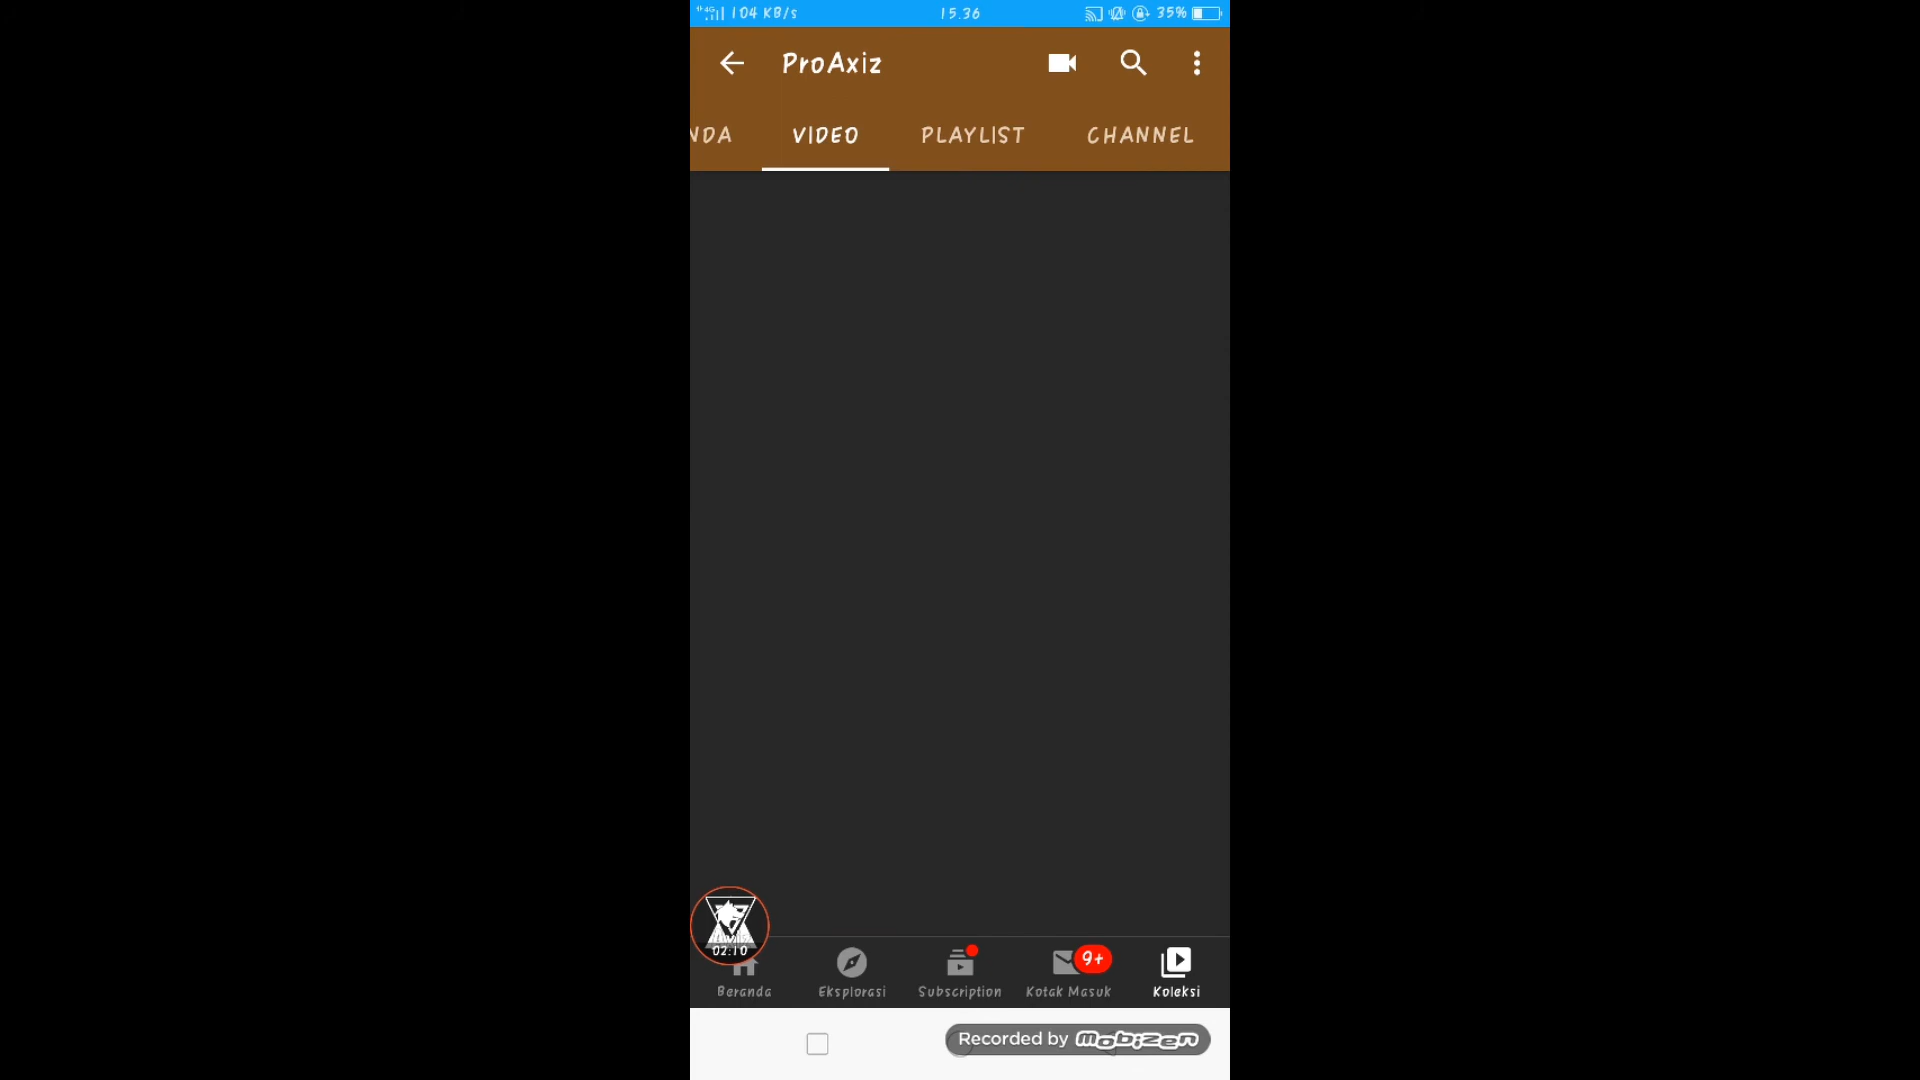 4G 104 KB/s 15.36 35%
ProAxiz
NDA VIDEO PLAYLIST CHANNEL
02:10
9+
Beranda Eksplorasi Subscription Kotak Masuk Koleksi
Recorded by mobizen